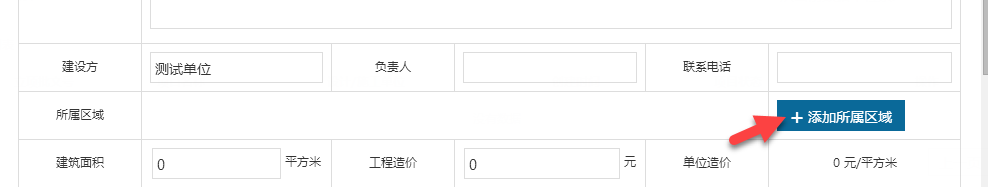 建设方 测试单位 负责人 联系电话
所属区域 + 添加所属区域
建筑面积 0 平方米 工程造价 0 元 单位造价 0 元/平方米